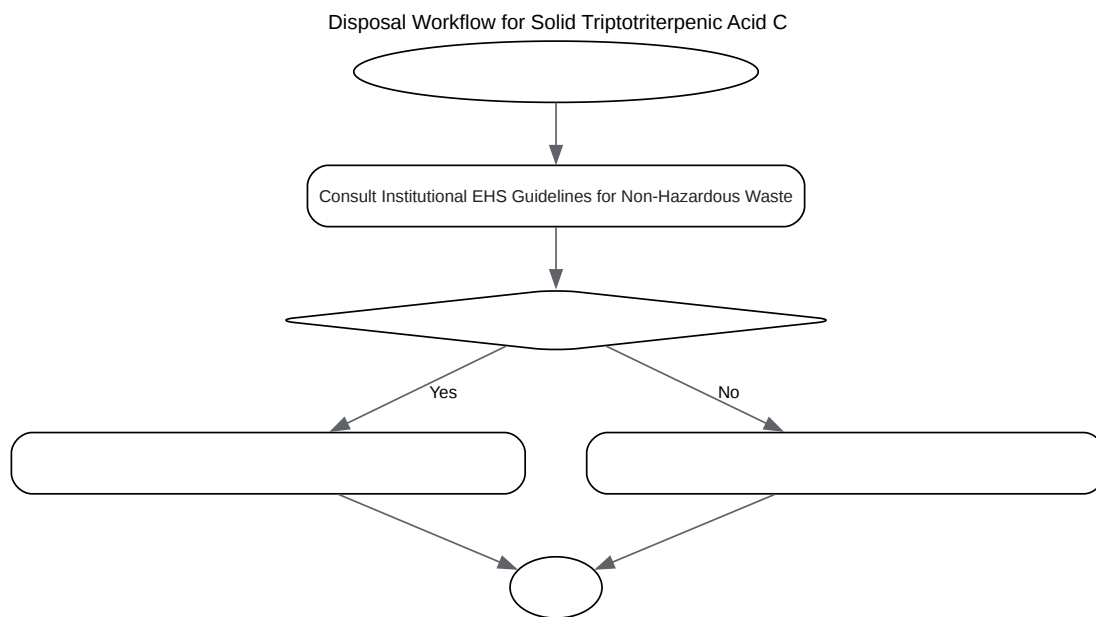 Disposal Workflow for Solid Triptotriterpenic Acid C
Consult Institutional EHS Guidelines for Non-Hazardous Waste
Yes
No